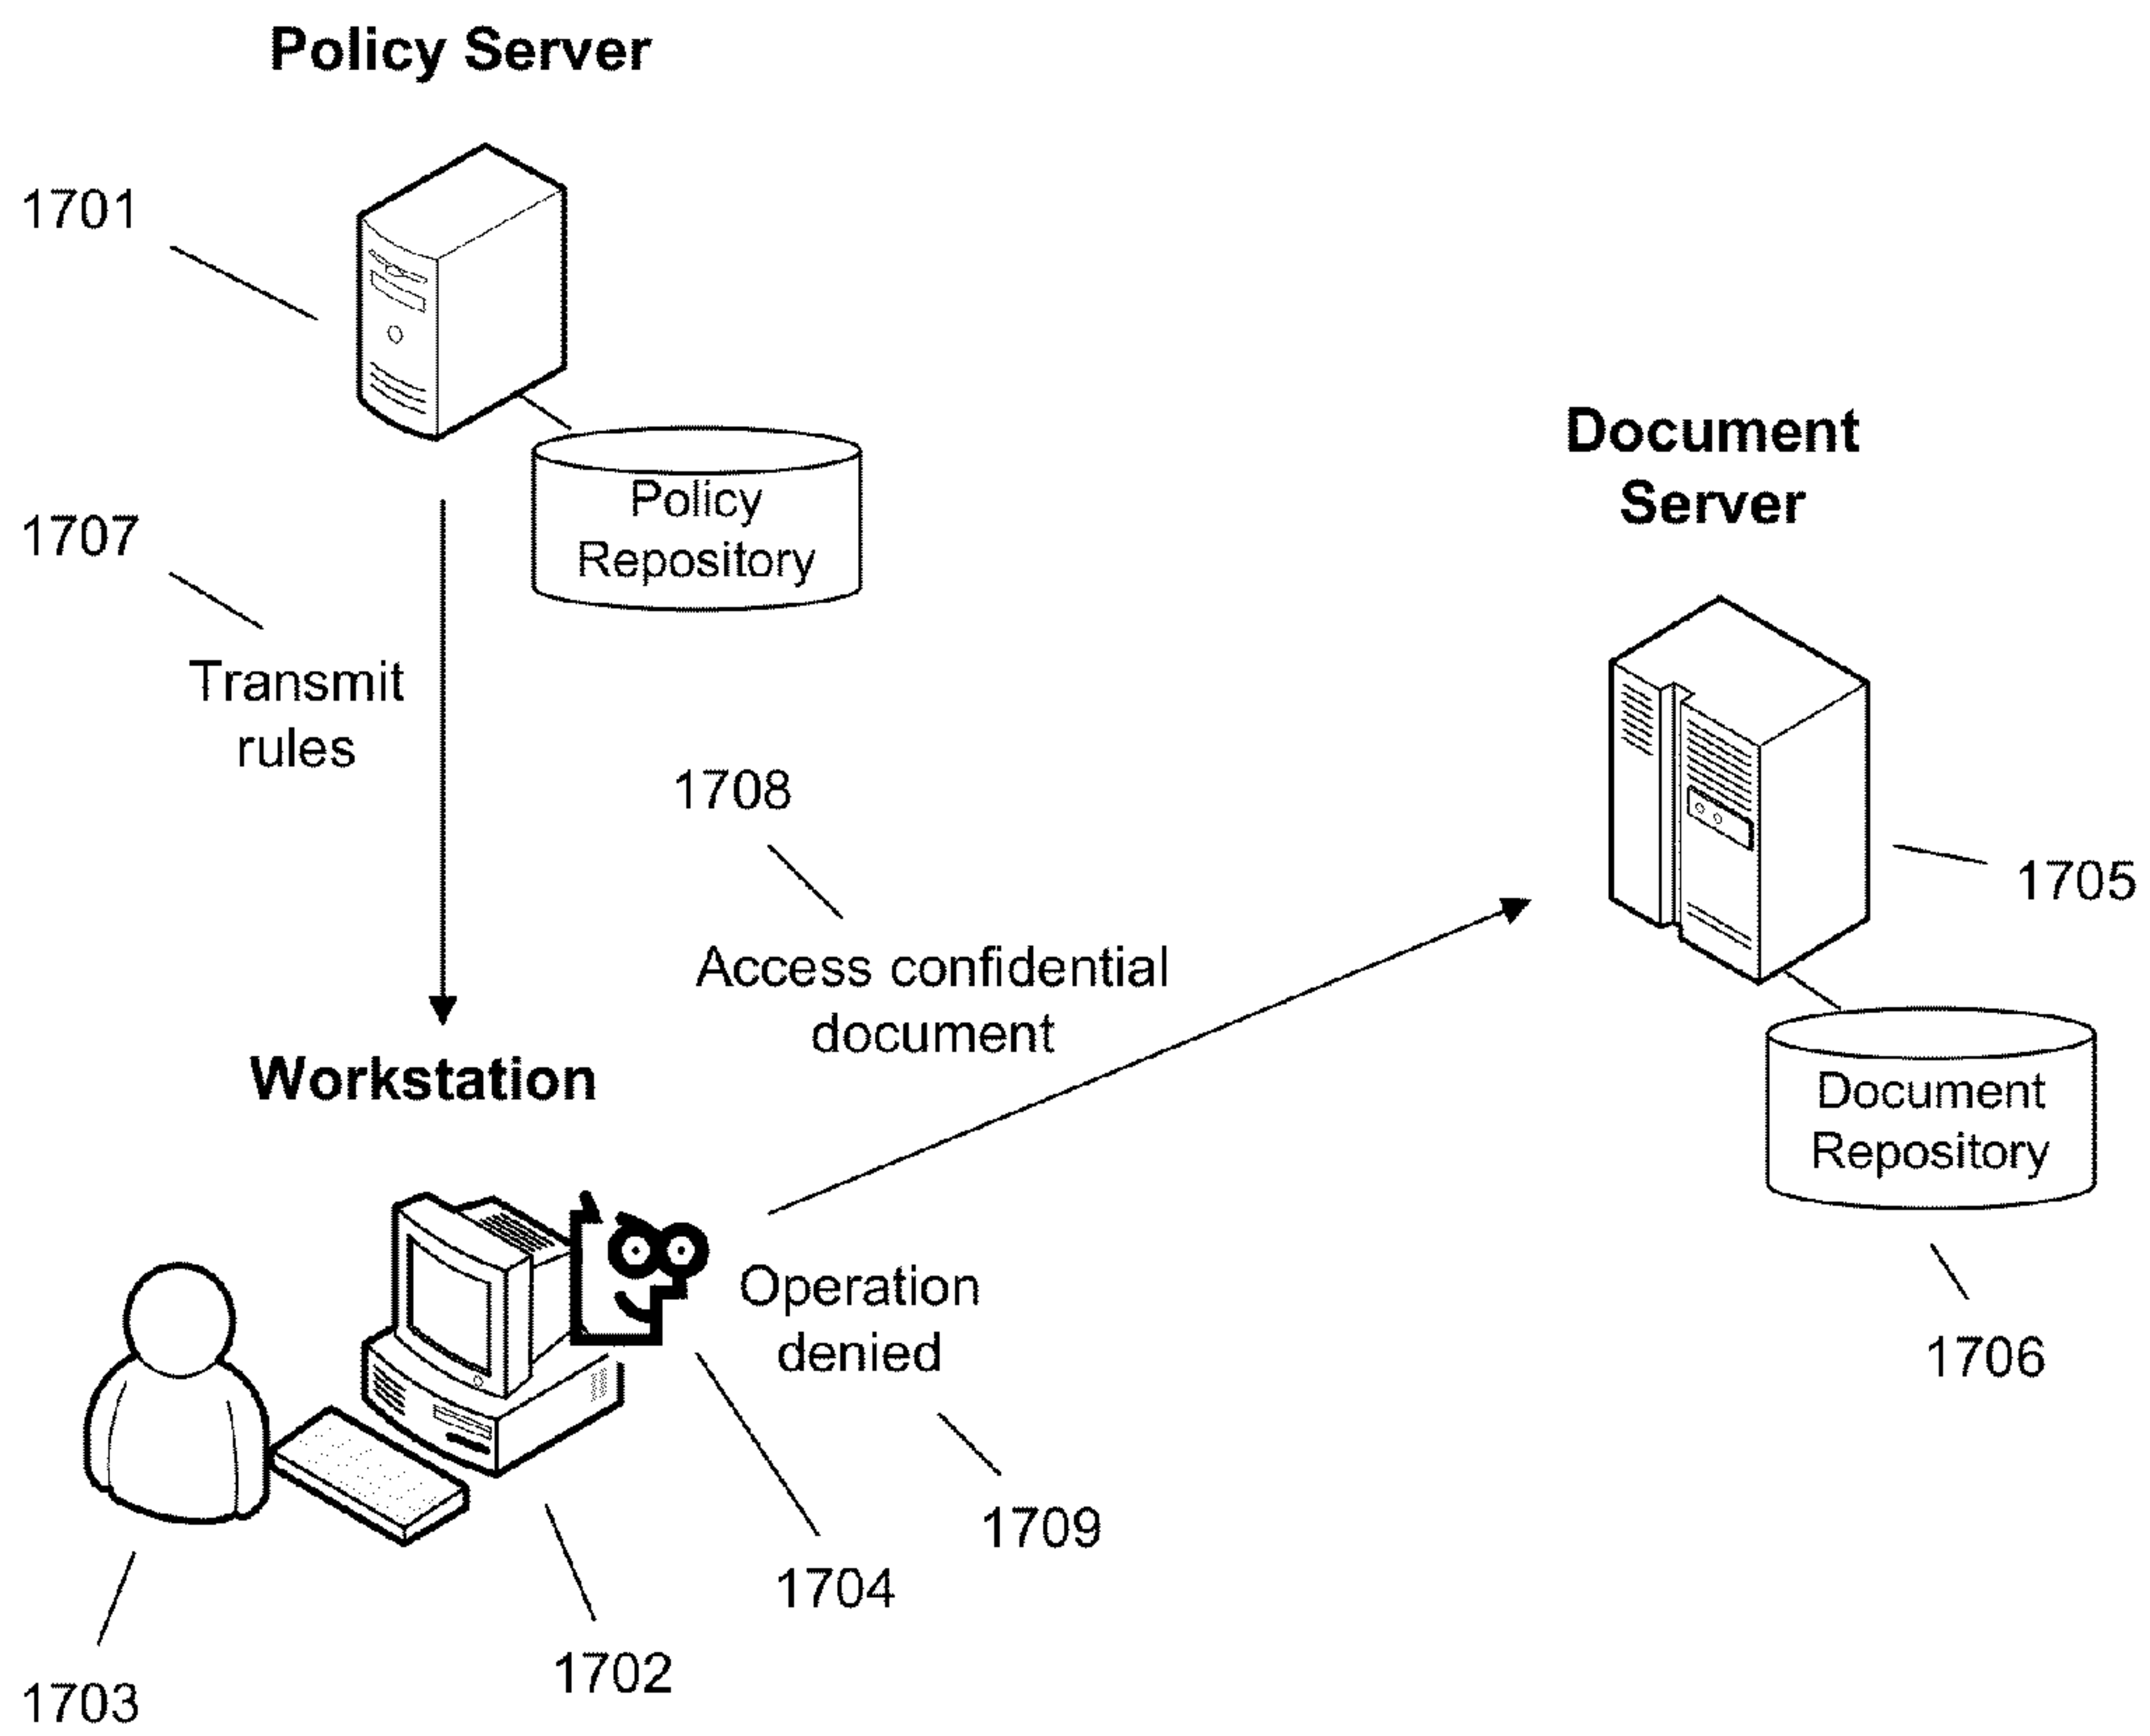 Policy Server
1701
1707
Policy
Repository
Transmit
rules
Document
Server
1708
1705
Access confidential
document
Workstation
Document
Repository
Operation
denied
1706
1709
1704
1702
1703